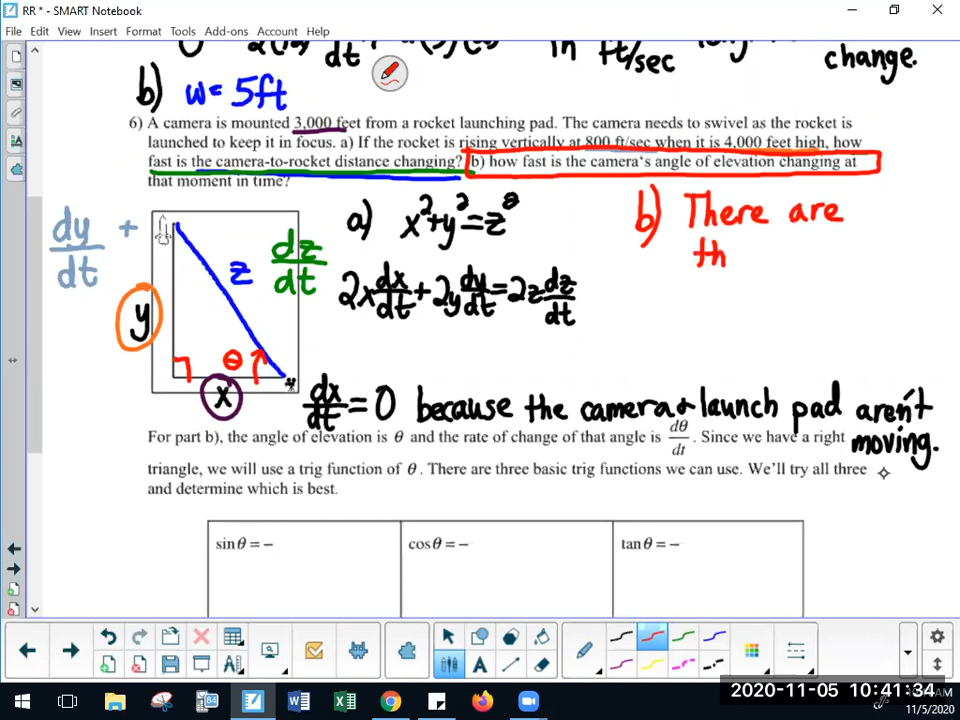 RR * - SMART Notebook
File Edit View Insert Format Tools Add-ons Account Help
dt
in ft/sec
change.
b) w = 5ft
6) A camera is mounted 3,000 feet from a rocket launching pad. The camera needs to swivel as the rocket is
launched to keep it in focus. a) If the rocket is rising vertically at 800 ft/sec when it is 4,000 feet high, how
fast is the camera-to-rocket distance changing? b) how fast is the camera's angle of elevation changing at
that moment in time?
dy/dt +
z
dz/dt
y
θ
x
a) x²+y²=z²
2x dx/dt + 2y dy/dt = 2z dz/dt
b) There are
th
dx/dt = 0 because the camera + launch pad aren't
moving.
For part b), the angle of elevation is θ and the rate of change of that angle is dθ/dt. Since we have a right
triangle, we will use a trig function of θ. There are three basic trig functions we can use. We'll try all three
and determine which is best.
sin θ = – cos θ = – tan θ = –
2020-11-05 10:41:34 AM
11/5/2020